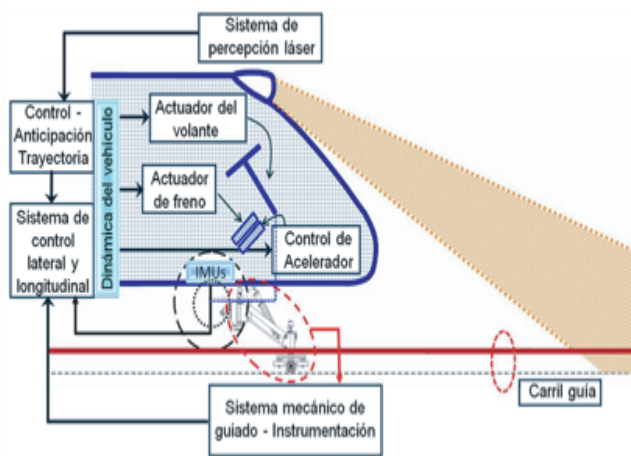 Sistema de
percepción láser
Control -
Anticipación
Trayectoria
Dinámica del vehículo
Actuador del
volante
Actuador
de freno
Sistema de
control
lateral y
longitudinal
Control de
Acelerador
IMUs
Carril guía
Sistema mecánico de
guiado - Instrumentación